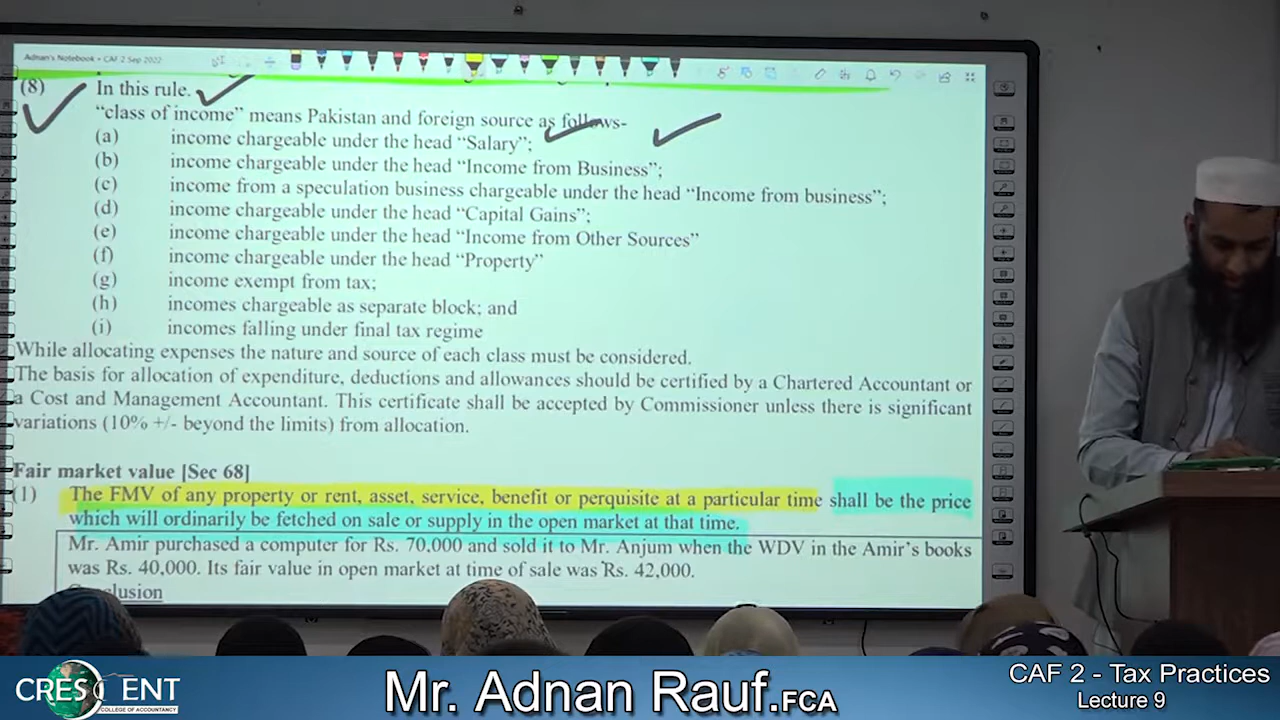 Adnan's Notebook • CAF 2 Sep 2022
(8) In this rule.
“class of income” means Pakistan and foreign source as follows-
(a) income chargeable under the head “Salary”;
(b) income chargeable under the head “Income from Business”;
(c) income from a speculation business chargeable under the head “Income from business”;
(d) income chargeable under the head “Capital Gains”;
(e) income chargeable under the head “Income from Other Sources”
(f) income chargeable under the head “Property”
(g) income exempt from tax;
(h) incomes chargeable as separate block; and
(i) incomes falling under final tax regime
While allocating expenses the nature and source of each class must be considered.
The basis for allocation of expenditure, deductions and allowances should be certified by a Chartered Accountant or
a Cost and Management Accountant. This certificate shall be accepted by Commissioner unless there is significant
variations (10% +/- beyond the limits) from allocation.
Fair market value [Sec 68]
(1) The FMV of any property or rent, asset, service, benefit or perquisite at a particular time shall be the price
which will ordinarily be fetched on sale or supply in the open market at that time.
Mr. Amir purchased a computer for Rs. 70,000 and sold it to Mr. Anjum when the WDV in the Amir's books
was Rs. 40,000. Its fair value in open market at time of sale was Rs. 42,000.
Conclusion
CRESCENT
COLLEGE OF ACCOUNTANCY
Mr. Adnan Rauf.FCA
CAF 2 - Tax Practices
Lecture 9